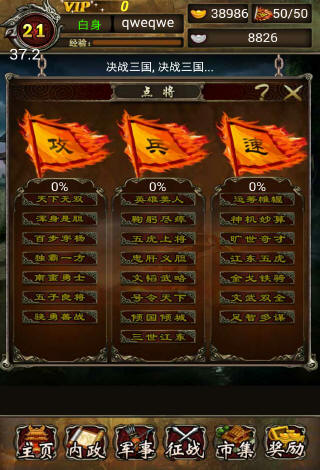 VIP 0
21 白身 qweqwe 38986 50/50
经验:
37.2
8826
决战三国, 决战三国...
点将 ? ×
攻 兵 速
0% 0% 0%
天下无双 英雄美人 运筹帷幄
浑身是胆 鞠躬尽瘁 神机妙算
百步穿杨 五虎上将 旷世奇才
独霸一方 忠肝义胆 江东五虎
南蛮勇士 文韬武略 金戈铁骑
五子良将 号令天下 文武双全
骁勇善战 倾国倾城 足智多谋
三世江东
主页 内政 军事 征战 市集 奖励